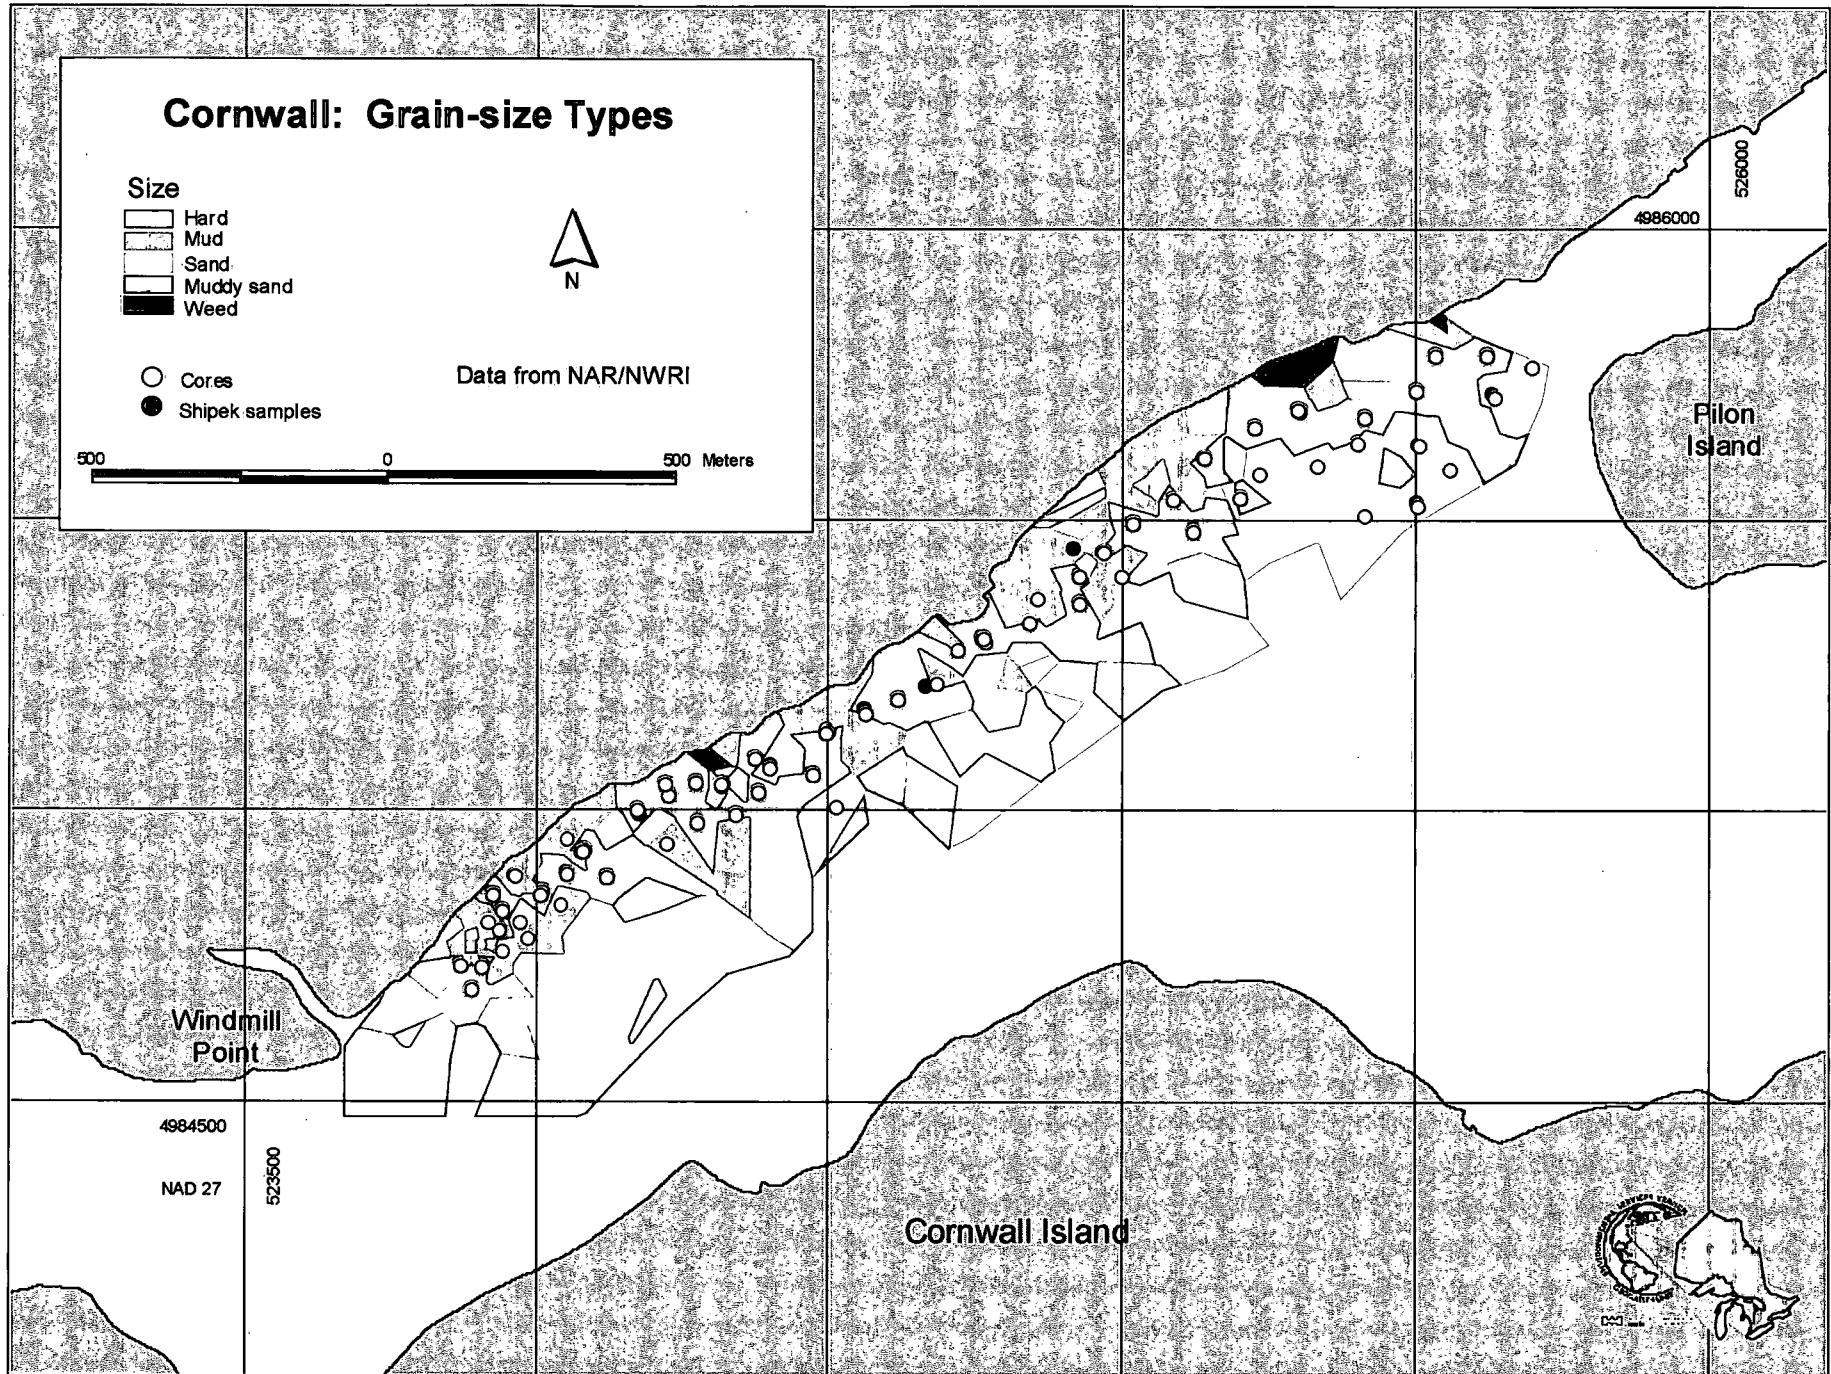 Cornwall: Grain-size Types
Size
Hard
Mud
Sand
Muddy sand
Weed
N
Cores
Shipek samples
Data from NAR/NWRI
500 0 500 Meters
526000
4986000
Pilon
Island
Windmill
Point
4984500
523500
NAD 27
Cornwall Island